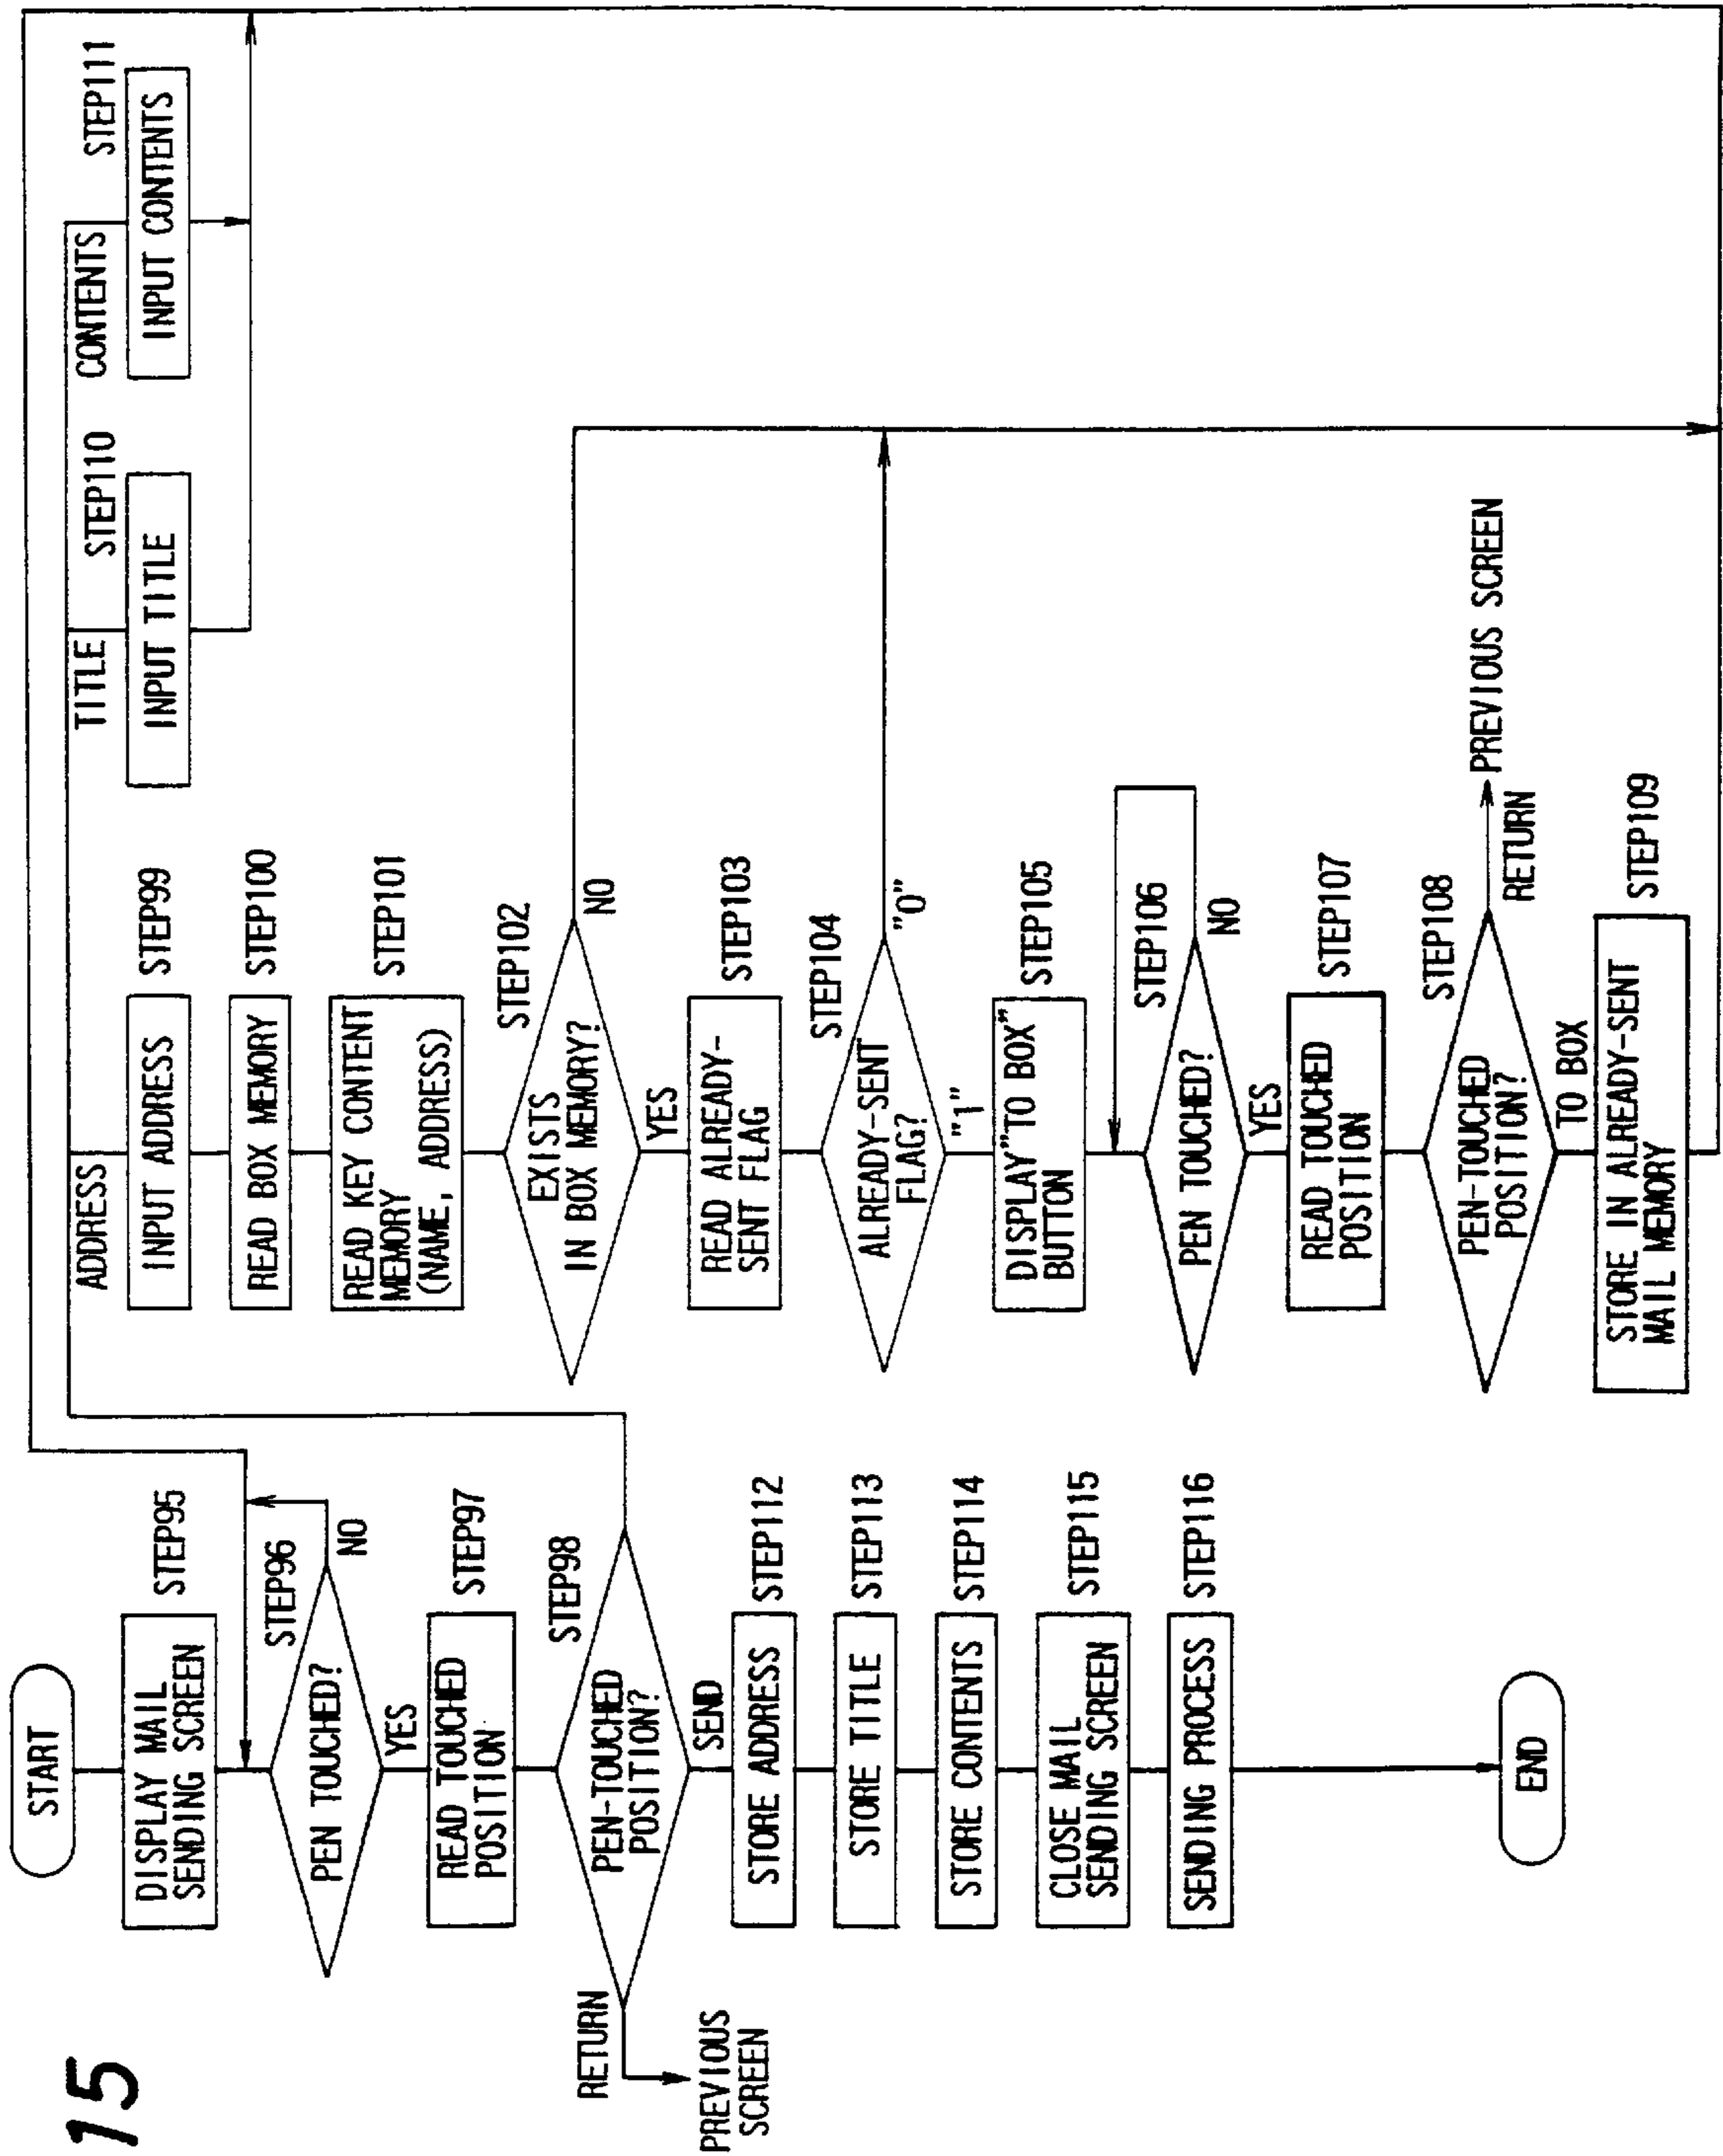 15
START
DISPLAY MAIL
SENDING SCREEN
STEP95
STEP96
PEN TOUCHED?
NO
YES
READ TOUCHED
POSITION
STEP97
STEP98
PEN-TOUCHED
POSITION?
RETURN
PREVIOUS
SCREEN
SEND
STORE ADDRESS
STEP112
STORE TITLE
STEP113
STORE CONTENTS
STEP114
CLOSE MAIL
SENDING SCREEN
STEP115
SENDING PROCESS
STEP116
END
ADDRESS
INPUT ADDRESS
STEP99
READ BOX MEMORY
STEP100
READ KEY CONTENT
MEMORY
(NAME, ADDRESS)
STEP101
STEP102
EXISTS
IN BOX MEMORY?
NO
YES
READ ALREADY-
SENT FLAG
STEP103
STEP104
ALREADY-SENT
FLAG?
"0"
"1"
DISPLAY"TO BOX"
BUTTON
STEP105
STEP106
PEN TOUCHED?
NO
YES
READ TOUCHED
POSITION
STEP107
STEP108
PEN-TOUCHED
POSITION?
RETURN
PREVIOUS SCREEN
TO BOX
STORE IN ALREADY-SENT
MAIL MEMORY
STEP109
TITLE
STEP110
INPUT TITLE
CONTENTS
STEP111
INPUT CONTENTS